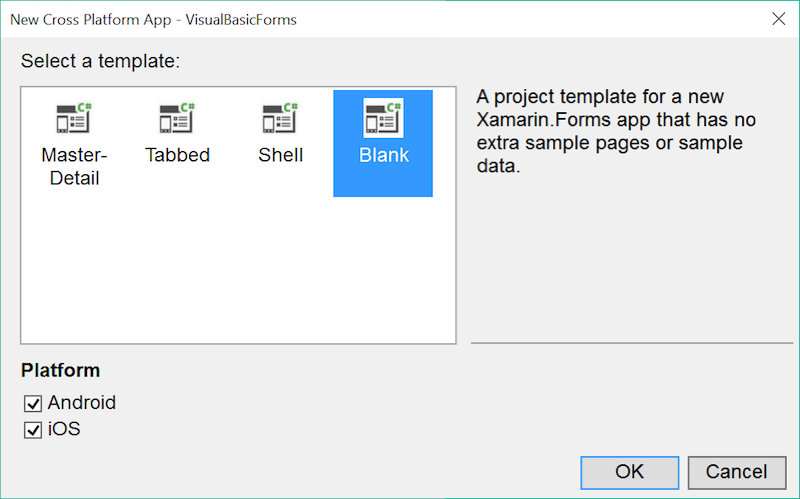 New Cross Platform App - VisualBasicForms
Select a template:
C# C# C# C#
Master- Tabbed Shell Blank
Detail
A project template for a new
Xamarin.Forms app that has no
extra sample pages or sample
data.
Platform
Android
iOS
OK Cancel